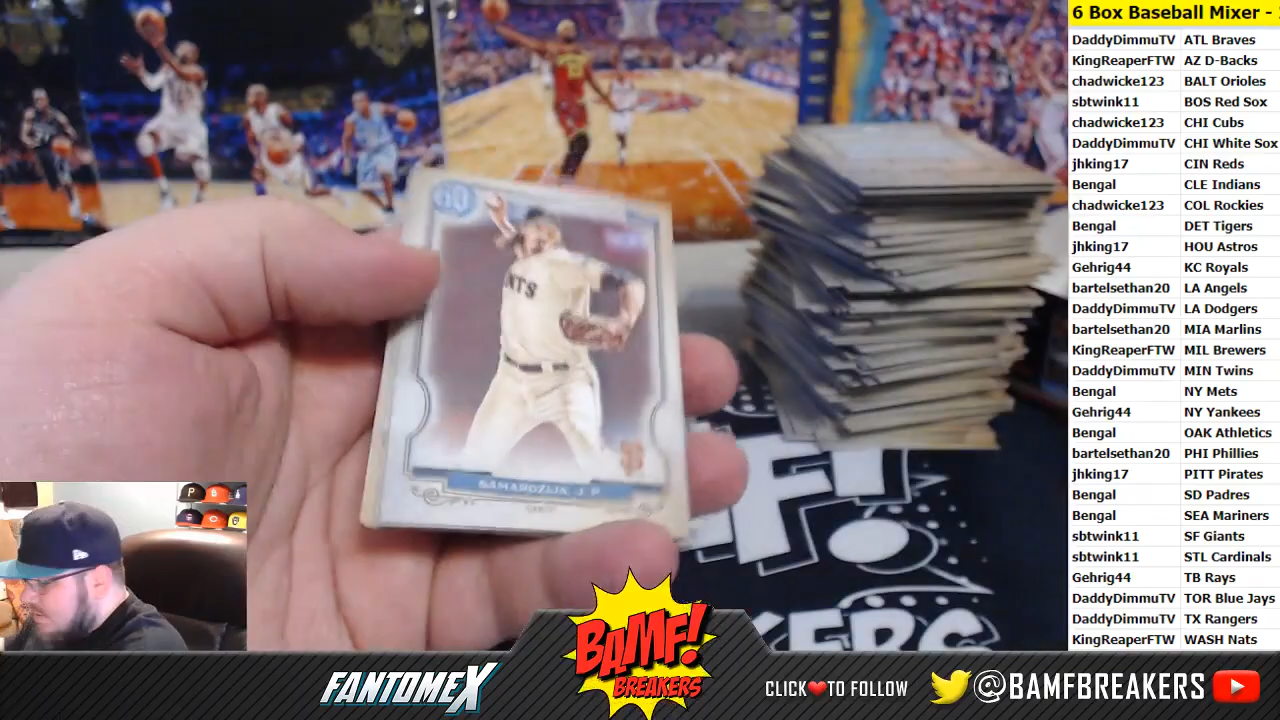 6 Box Baseball Mixer -
DaddyDimmuTV ATL Braves
KingReaperFTW AZ D-Backs
chadwicke123 BALT Orioles
sbtwink11 BOS Red Sox
chadwicke123 CHI Cubs
DaddyDimmuTV CHI White Sox
jhking17 CIN Reds
Bengal CLE Indians
chadwicke123 COL Rockies
Bengal DET Tigers
jhking17 HOU Astros
Gehrig44 KC Royals
bartelsethan20 LA Angels
DaddyDimmuTV LA Dodgers
bartelsethan20 MIA Marlins
KingReaperFTW MIL Brewers
DaddyDimmuTV MIN Twins
Bengal NY Mets
Gehrig44 NY Yankees
Bengal OAK Athletics
bartelsethan20 PHI Phillies
jhking17 PITT Pirates
Bengal SD Padres
Bengal SEA Mariners
sbtwink11 SF Giants
sbtwink11 STL Cardinals
Gehrig44 TB Rays
DaddyDimmuTV TOR Blue Jays
DaddyDimmuTV TX Rangers
KingReaperFTW WASH Nats
GQ
NTS
SAMARDZIJA, J. P.
F!
KERS
FANTOMEX
BAMF!
BREAKERS
CLICK TO FOLLOW
@BAMFBREAKERS